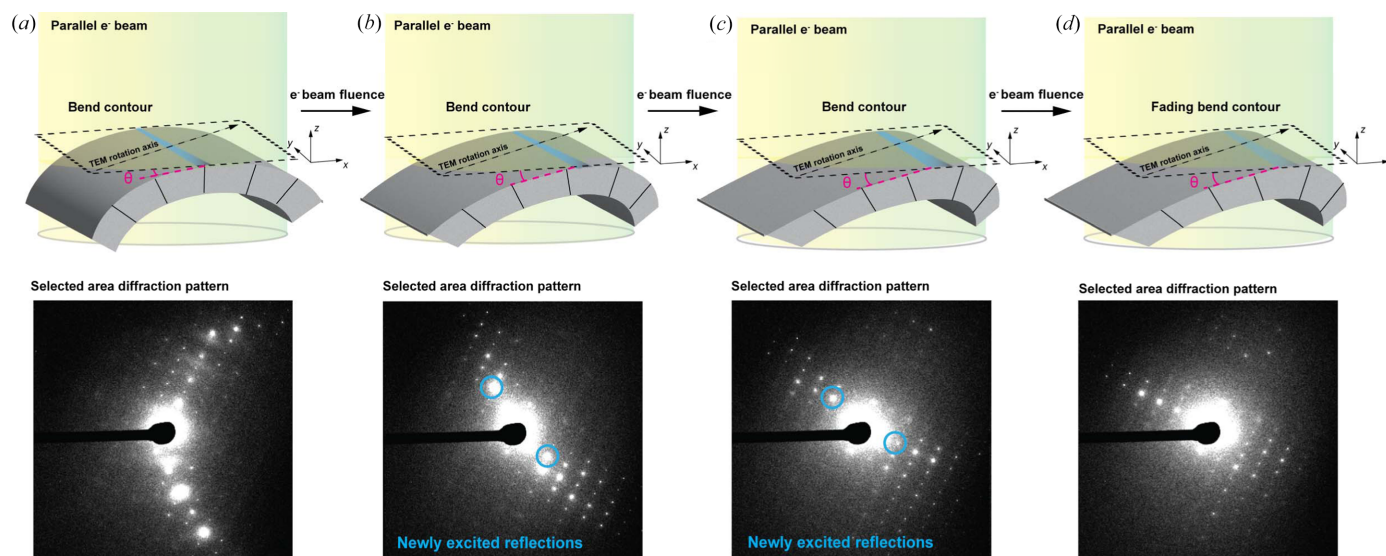 (a)
Parallel e- beam
Bend contour
TEM rotation axis
θ
z
y
x
e- beam fluence
(b)
Parallel e- beam
Bend contour
TEM rotation axis
θ
z
y
x
e- beam fluence
(c)
Parallel e- beam
Bend contour
TEM rotation axis
θ
z
y
x
e- beam fluence
(d)
Parallel e- beam
Fading bend contour
TEM rotation axis
θ
z
y
x
Selected area diffraction pattern
Selected area diffraction pattern
Newly excited reflections
Selected area diffraction pattern
Newly excited reflections
Selected area diffraction pattern